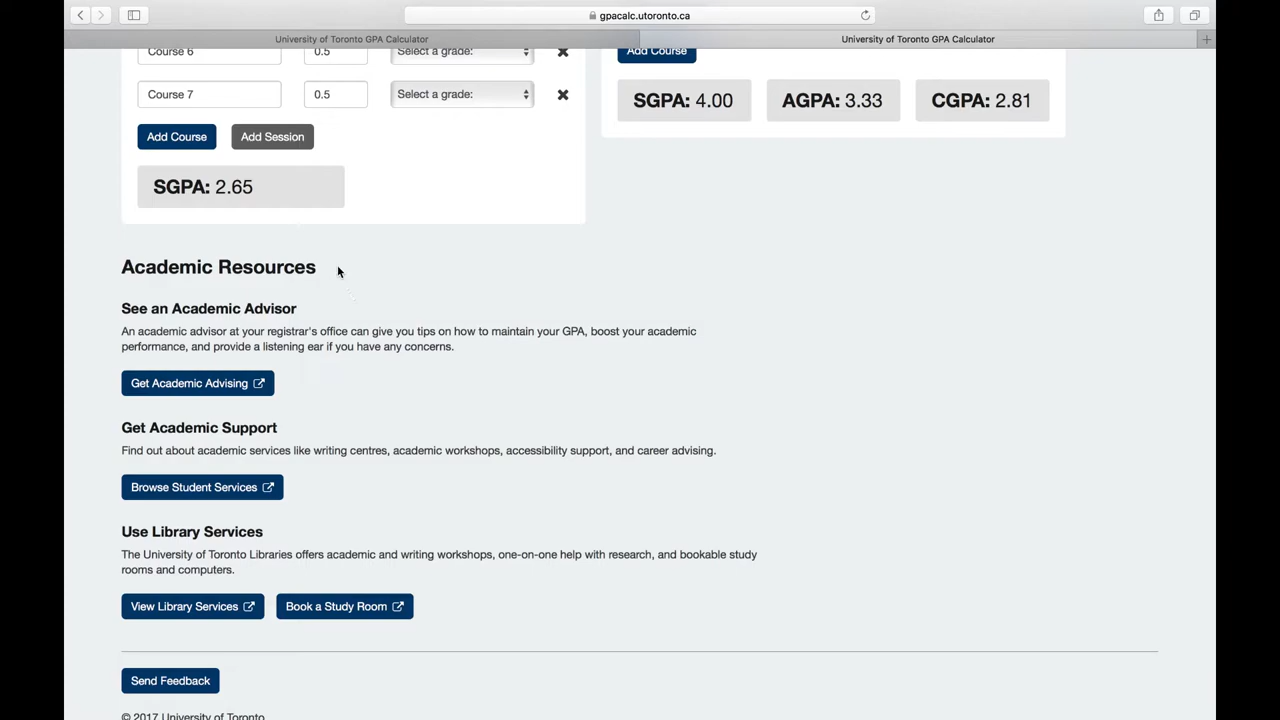 gpacalc.utoronto.ca
University of Toronto GPA Calculator
University of Toronto GPA Calculator
Course 6
0.5
Select a grade:
Course 7
0.5
Select a grade:
Add Course
Add Session
SGPA: 2.65
Add Course
SGPA: 4.00
AGPA: 3.33
CGPA: 2.81
Academic Resources
See an Academic Advisor
An academic advisor at your registrar's office can give you tips on how to maintain your GPA, boost your academic
performance, and provide a listening ear if you have any concerns.
Get Academic Advising
Get Academic Support
Find out about academic services like writing centres, academic workshops, accessibility support, and career advising.
Browse Student Services
Use Library Services
The University of Toronto Libraries offers academic and writing workshops, one-on-one help with research, and bookable study
rooms and computers.
View Library Services
Book a Study Room
Send Feedback
© 2017 University of Toronto